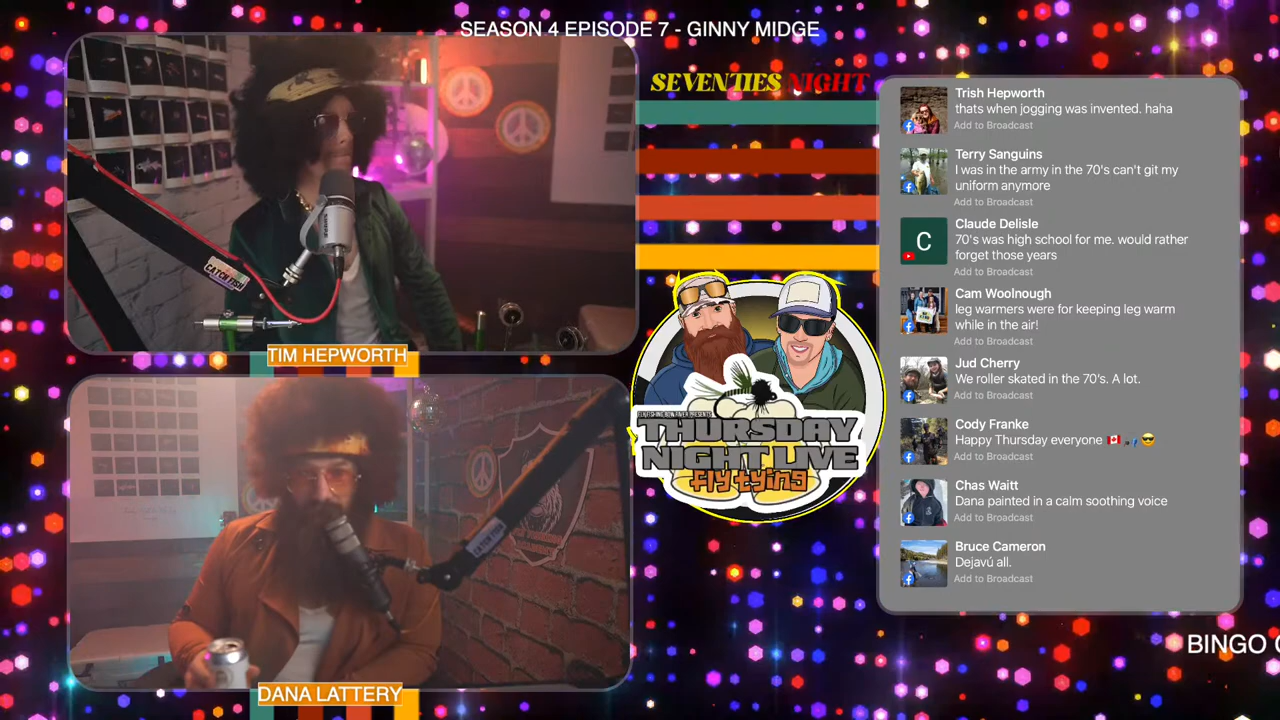 SEASON 4 EPISODE 7 - GINNY MIDGE
SEVENTIES NIGHT
CATCH FISH
SHURE
TIM HEPWORTH
CATCH FISH
DANA LATTERY
THURSDAY
NIGHT LIVE
fly tying
Trish Hepworth
thats when jogging was invented. haha
Add to Broadcast
Terry Sanguins
I was in the army in the 70's can't git my
uniform anymore
Add to Broadcast
C
Claude Delisle
70's was high school for me. would rather
forget those years
Add to Broadcast
Cam Woolnough
leg warmers were for keeping leg warm
while in the air!
Add to Broadcast
Jud Cherry
We roller skated in the 70's. A lot.
Add to Broadcast
Cody Franke
Happy Thursday everyone 🇨🇦🎣😎
Add to Broadcast
Chas Waitt
Dana painted in a calm soothing voice
Add to Broadcast
Bruce Cameron
Dejavú all.
Add to Broadcast
BINGO